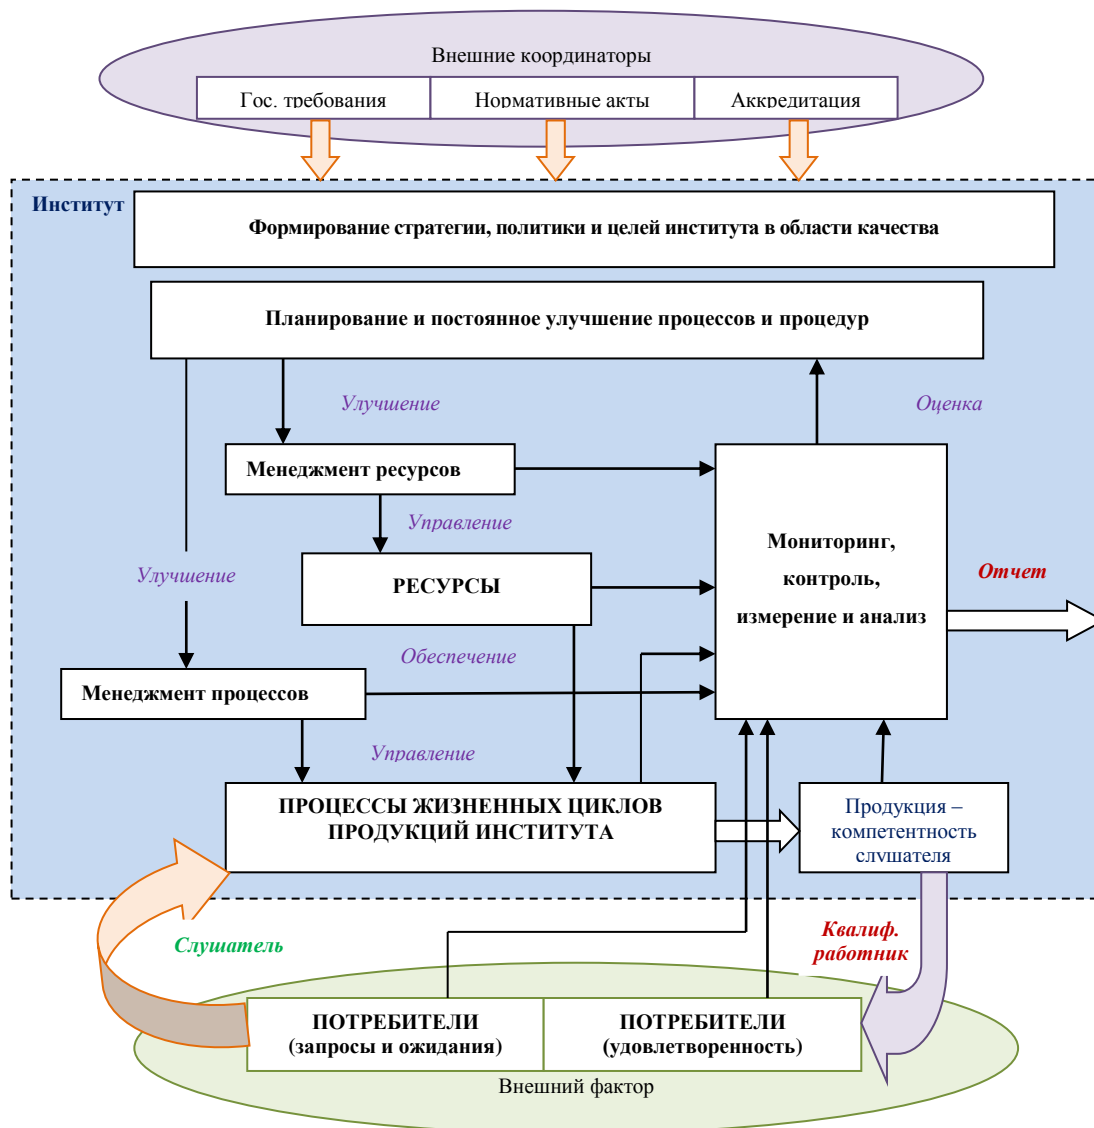 Внешние координаторы
Гос. требования
Нормативные акты
Аккредитация
Институт
Формирование стратегии, политики и целей института в области качества
Планирование и постоянное улучшение процессов и процедур
Улучшение
Оценка
Менеджмент ресурсов
Управление
Мониторинг,
контроль,
измерение и анализ
Улучшение
РЕСУРСЫ
Отчет
Обеспечение
Менеджмент процессов
Управление
ПРОЦЕССЫ ЖИЗНЕННЫХ ЦИКЛОВ
ПРОДУКЦИЙ ИНСТИТУТА
Продукция –
компетентность
слушателя
Слушатель
Квалиф.
работник
ПОТРЕБИТЕЛИ
(запросы и ожидания)
ПОТРЕБИТЕЛИ
(удовлетворенность)
Внешний фактор